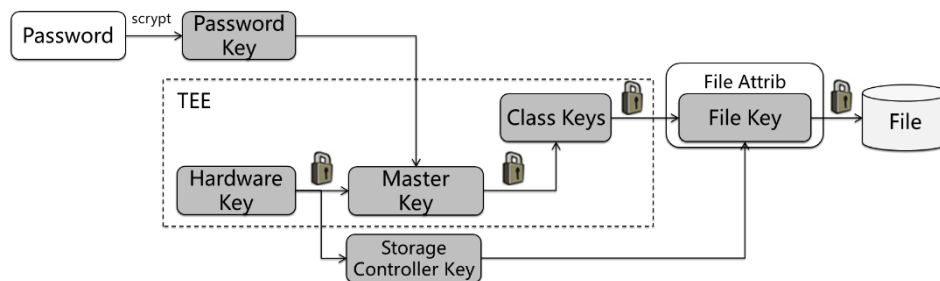 Password
scrypt
Password
Key
TEE
Hardware
Key
Master
Key
Class Keys
File Attrib
File Key
File
Storage
Controller Key